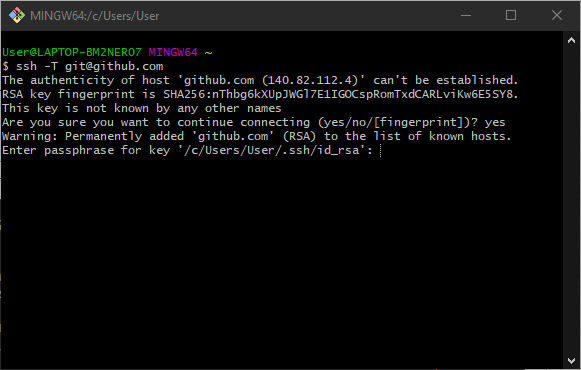 MINGW64:/c/Users/User
User@LAPTOP-BM2NERO7 MINGW64 ~
$ ssh -T git@github.com
The authenticity of host 'github.com (140.82.112.4)' can't be established.
RSA key fingerprint is SHA256:nThbg6kXUpJWGl7E1IGOCspRomTxdCARLviKw6E5SY8.
This key is not known by any other names
Are you sure you want to continue connecting (yes/no/[fingerprint])? yes
Warning: Permanently added 'github.com' (RSA) to the list of known hosts.
Enter passphrase for key '/c/Users/User/.ssh/id_rsa':